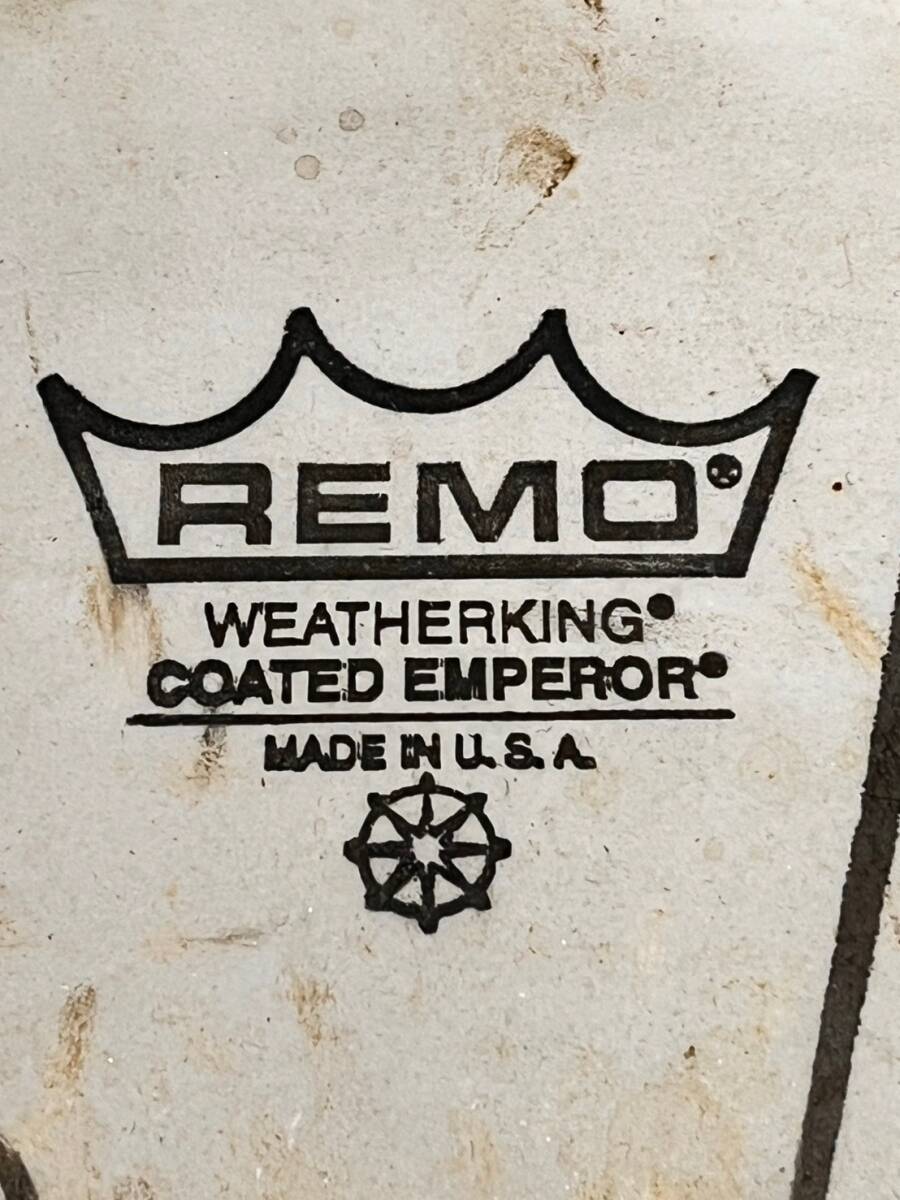 REMO®
WEATHERKING®
COATED EMPEROR®
MADE IN U.S.A.